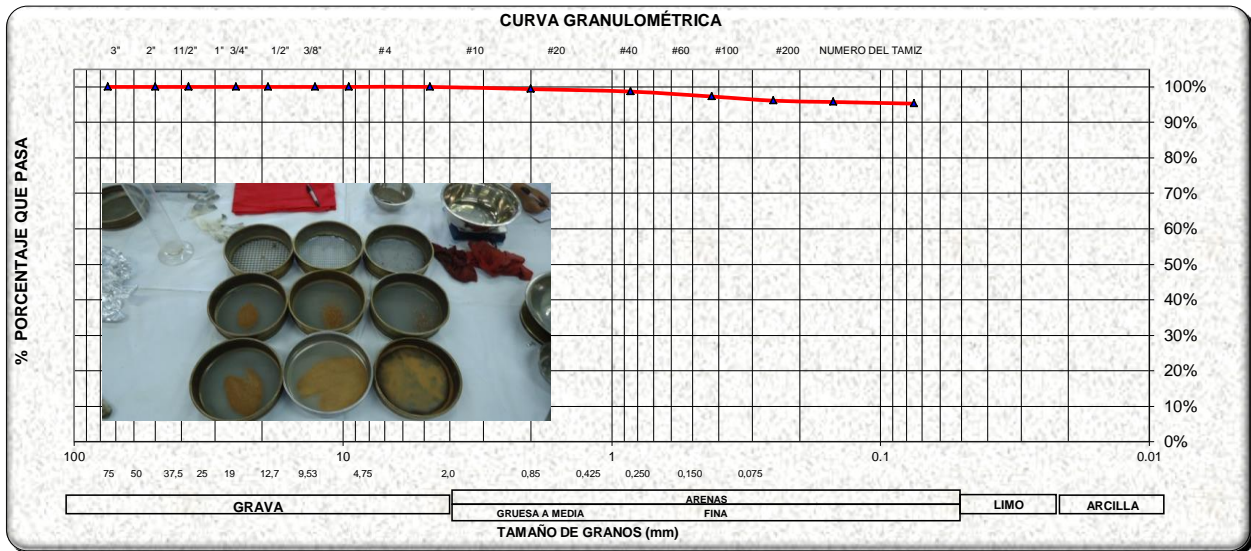 CURVA GRANULOMÉTRICA
3" 2" 11/2" 1" 3/4" 1/2" 3/8" #4 #10 #20 #40 #60 #100 #200 NUMERO DEL TAMIZ
100%
90%
80%
70%
60%
50%
40%
30%
20%
10%
0%
% PORCENTAJE QUE PASA
100 10 1 0.1 0.01
75 50 37,5 25 19 12,7 9,53 4,75 2,0 0,85 0,425 0,250 0,150 0,075
GRAVA ARENAS LIMO ARCILLA
GRUESA A MEDIA FINA
TAMAÑO DE GRANOS (mm)